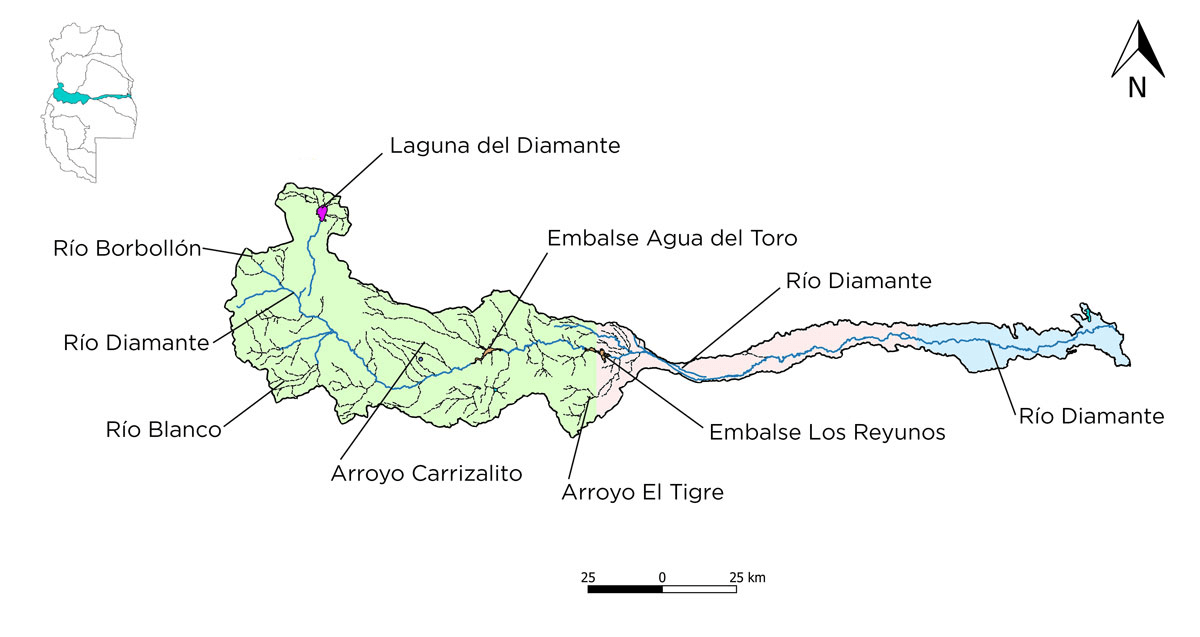 N
Laguna del Diamante
Río Borbollón
Embalse Agua del Toro
Río Diamante
Río Diamante
Río Blanco
Embalse Los Reyunos
Río Diamante
Arroyo Carrizalito
Arroyo El Tigre
25 0 25 km